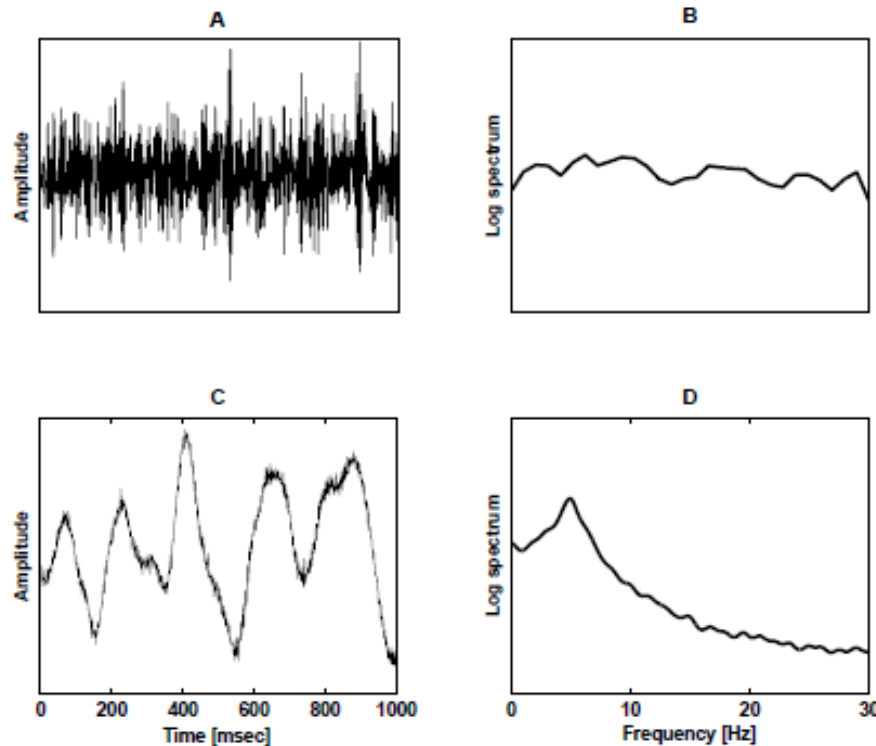 A
B
Amplitude
Log spectrum
C
D
Amplitude
Log spectrum
0 200 400 600 800 1000
0 10 20 30
Time [msec]
Frequency [Hz]